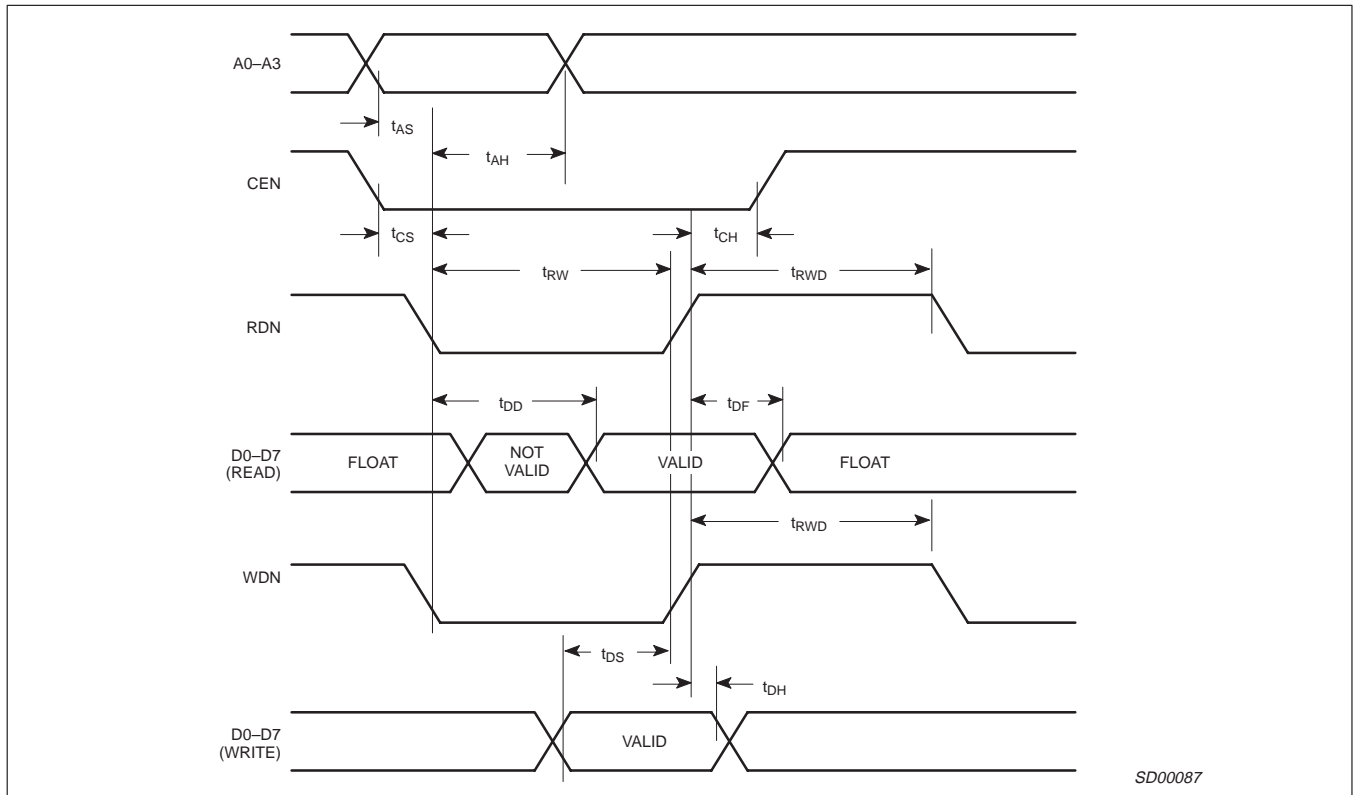 A0–A3
tAS
tAH
CEN
tCS
tCH
tRW
tRWD
RDN
tDD
tDF
D0–D7
(READ)
FLOAT
NOT
VALID
VALID
FLOAT
tRWD
WDN
tDS
tDH
D0–D7
(WRITE)
VALID
SD00087